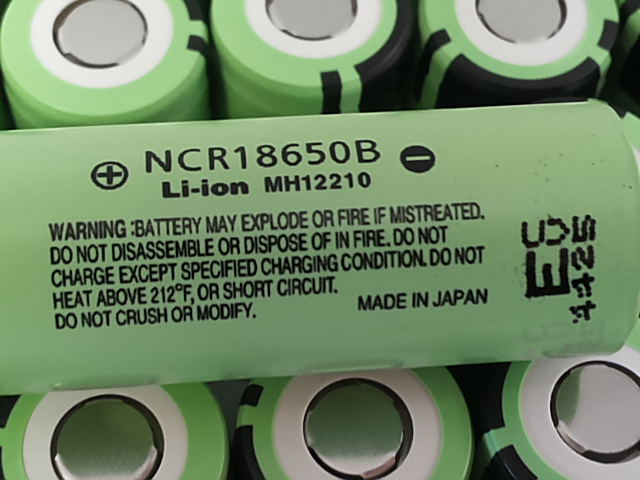 ⊕ NCR18650B ⊖
Li-ion MH12210
WARNING :BATTERY MAY EXPLODE OR FIRE IF MISTREATED.
DO NOT DISASSEMBLE OR DISPOSE OF IN FIRE. DO NOT
CHARGE EXCEPT SPECIFIED CHARGING CONDITION. DO NOT
HEAT ABOVE 212°F, OR SHORT CIRCUIT.
DO NOT CRUSH OR MODIFY.
MADE IN JAPAN
4425